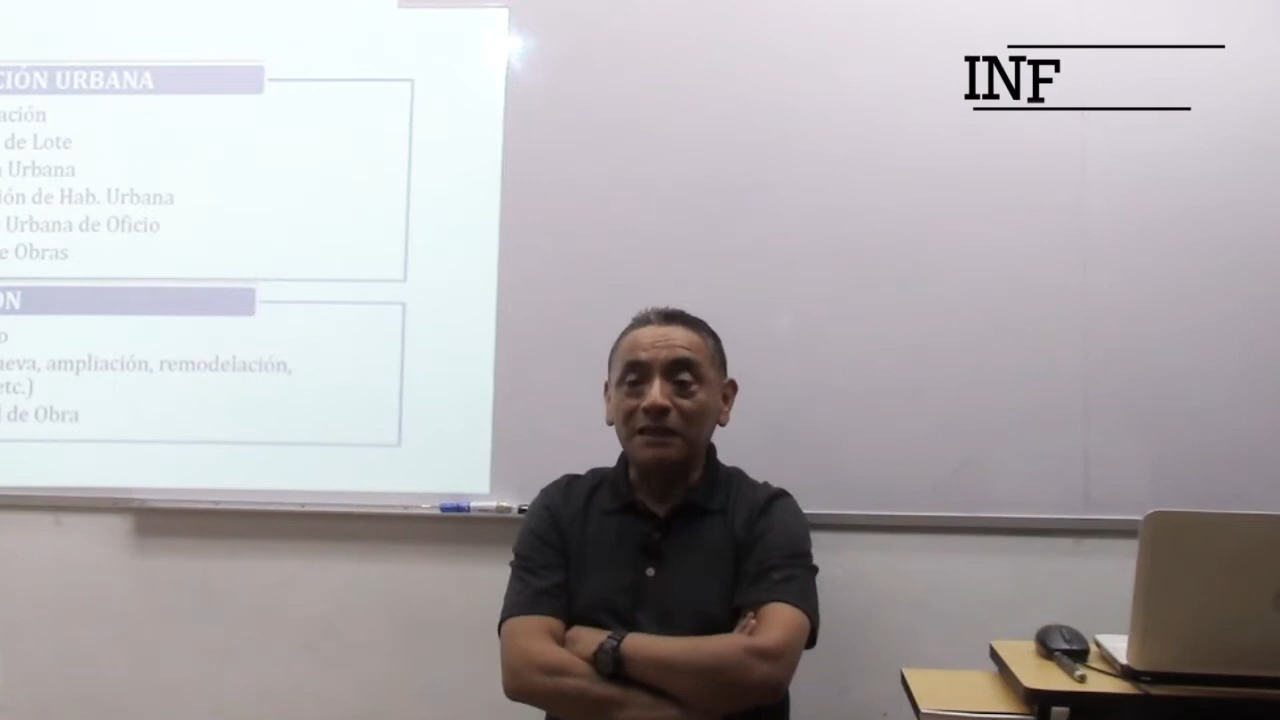 CIÓN URBANA
ación
de Lote
Urbana
ión de Hab. Urbana
Urbana de Oficio
e Obras
ÓN
o
ueva, ampliación, remodelación,
etc.)
l de Obra
INF